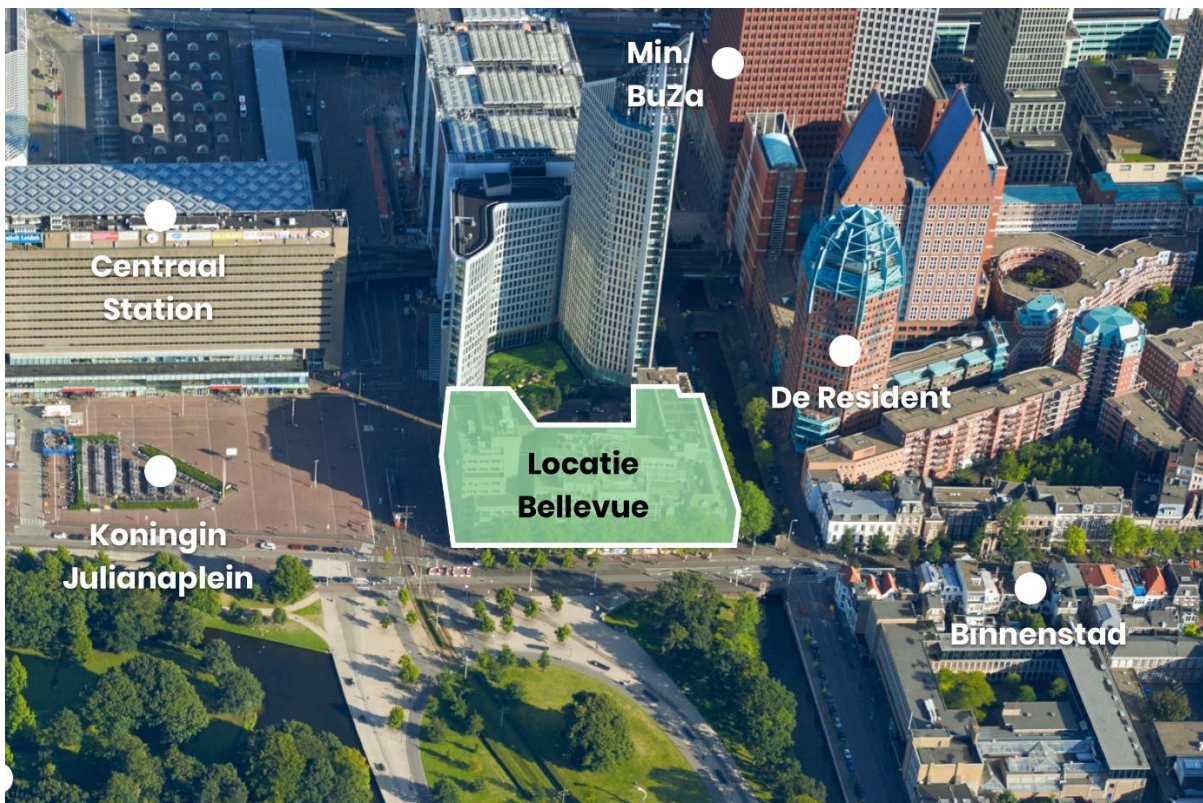 Min.
BuZa
Centraal
Station
De Resident
Locatie
Bellevue
Koningin
Julianaplein
Binnenstad